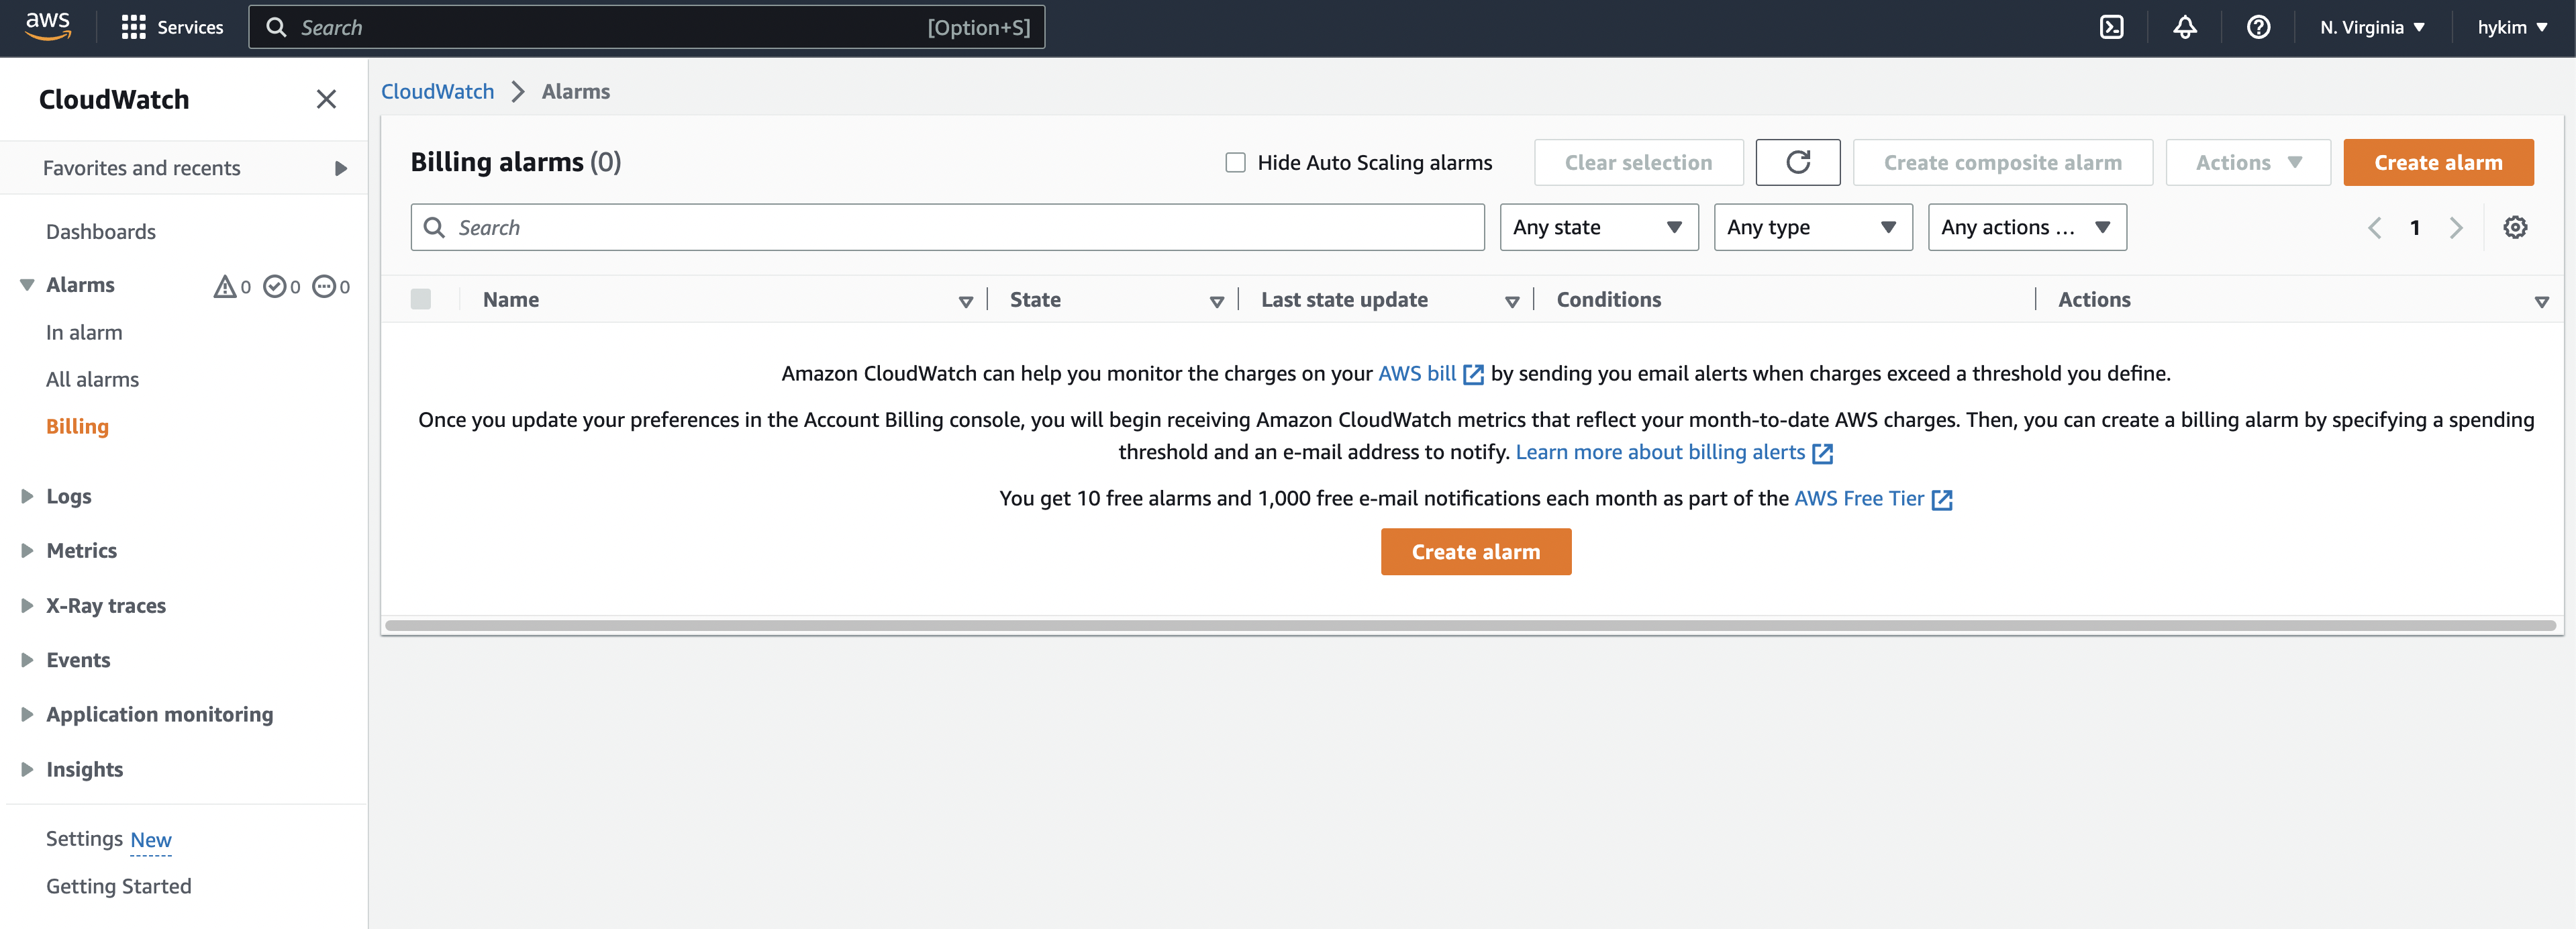 aws
Services
Search
[Option+S]
N. Virginia
hykim
CloudWatch
Favorites and recents
Dashboards
Alarms 0 0 0
In alarm
All alarms
Billing
Logs
Metrics
X-Ray traces
Events
Application monitoring
Insights
Settings New
Getting Started
CloudWatch Alarms
Billing alarms (0)
Hide Auto Scaling alarms
Clear selection
Create composite alarm
Actions
Create alarm
Search
Any state
Any type
Any actions ...
1
Name
State
Last state update
Conditions
Actions
Amazon CloudWatch can help you monitor the charges on your AWS bill by sending you email alerts when charges exceed a threshold you define.
Once you update your preferences in the Account Billing console, you will begin receiving Amazon CloudWatch metrics that reflect your month-to-date AWS charges. Then, you can create a billing alarm by specifying a spending
threshold and an e-mail address to notify. Learn more about billing alerts
You get 10 free alarms and 1,000 free e-mail notifications each month as part of the AWS Free Tier
Create alarm